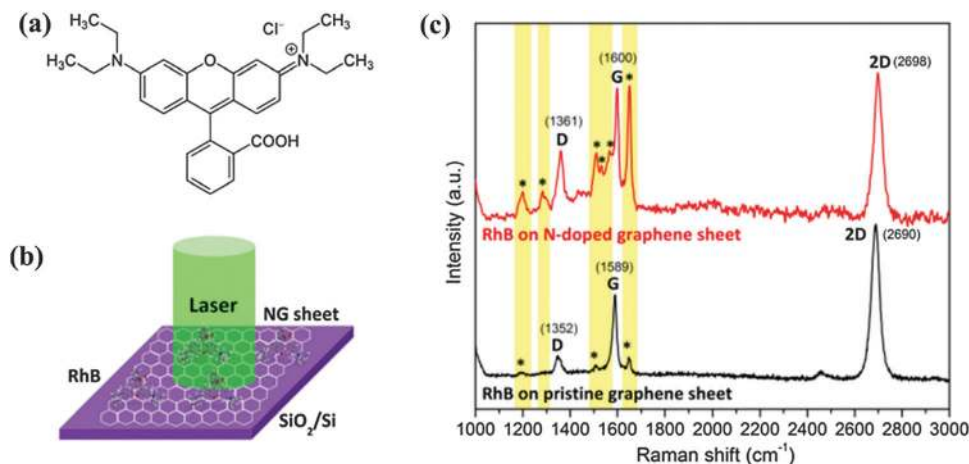 (a)
H₃C
CH₃
Cl⁻
O
N
N
⊕
H₃C
CH₃
COOH
(b)
Laser
NG sheet
RhB
SiO₂/Si
(c)
(1600)
G
*
2D (2698)
(1361)
D
* *
*
* *
RhB on N-doped graphene sheet
2D (2690)
(1589)
G
(1352)
D
* * *
RhB on pristine graphene sheet
Intensity (a.u.)
1000 1200 1400 1600 1800 2000 2200 2400 2600 2800 3000
Raman shift (cm⁻¹)